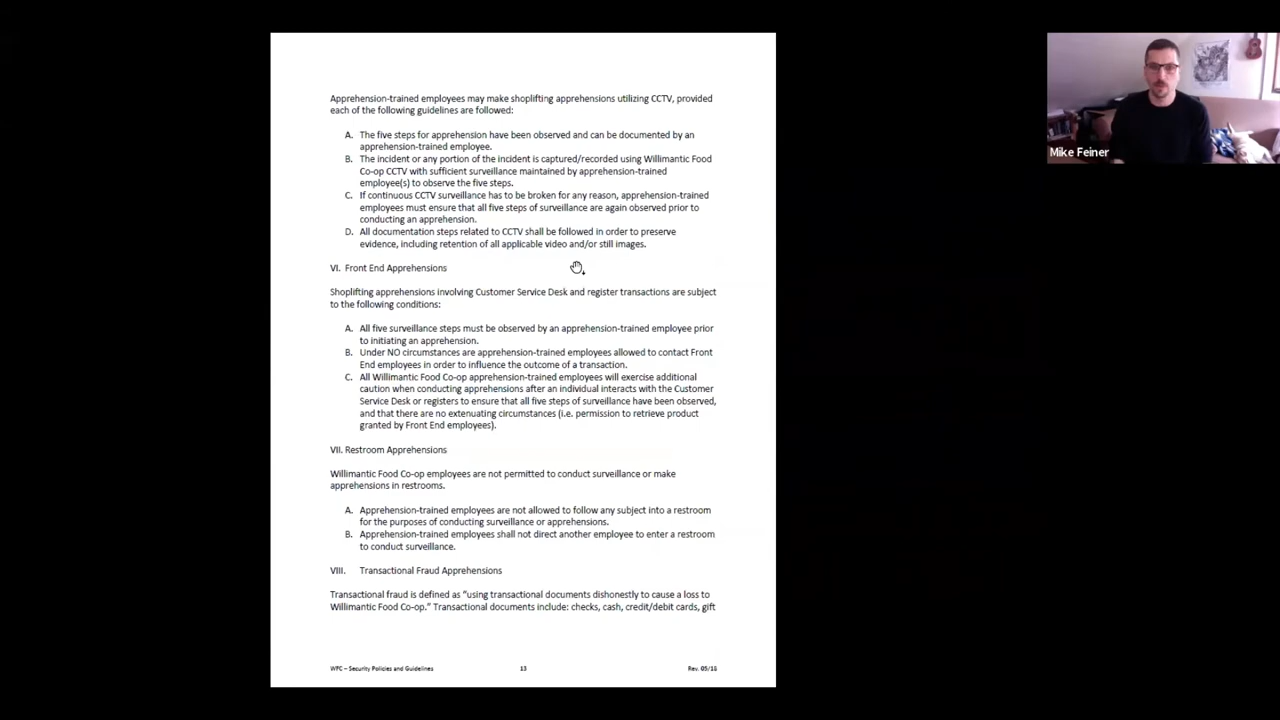 Apprehension-trained employees may make shoplifting apprehensions utilizing CCTV, provided
each of the following guidelines are followed:
A. The five steps for apprehension have been observed and can be documented by an
apprehension-trained employee.
B. The incident or any portion of the incident is captured/recorded using Willimantic Food
Co-op CCTV with sufficient surveillance maintained by apprehension-trained
employee(s) to observe the five steps.
C. If continuous CCTV surveillance has to be broken for any reason, apprehension-trained
employees must ensure that all five steps of surveillance are again observed prior to
conducting an apprehension.
D. All documentation steps related to CCTV shall be followed in order to preserve
evidence, including retention of all applicable video and/or still images.
VI. Front End Apprehensions
Shoplifting apprehensions involving Customer Service Desk and register transactions are subject
to the following conditions:
A. All five surveillance steps must be observed by an apprehension-trained employee prior
to initiating an apprehension.
B. Under NO circumstances are apprehension-trained employees allowed to contact Front
End employees in order to influence the outcome of a transaction.
C. All Willimantic Food Co-op apprehension-trained employees will exercise additional
caution when conducting apprehensions after an individual interacts with the Customer
Service Desk or registers to ensure that all five steps of surveillance have been observed,
and that there are no extenuating circumstances (i.e. permission to retrieve product
granted by Front End employees).
VII. Restroom Apprehensions
Willimantic Food Co-op employees are not permitted to conduct surveillance or make
apprehensions in restrooms.
A. Apprehension-trained employees are not allowed to follow any subject into a restroom
for the purposes of conducting surveillance or apprehensions.
B. Apprehension-trained employees shall not direct another employee to enter a restroom
to conduct surveillance.
VIII. Transactional Fraud Apprehensions
Transactional fraud is defined as “using transactional documents dishonestly to cause a loss to
Willimantic Food Co-op.” Transactional documents include: checks, cash, credit/debit cards, gift
WFC – Security Policies and Guidelines 13 Rev. 05/16
Mike Feiner